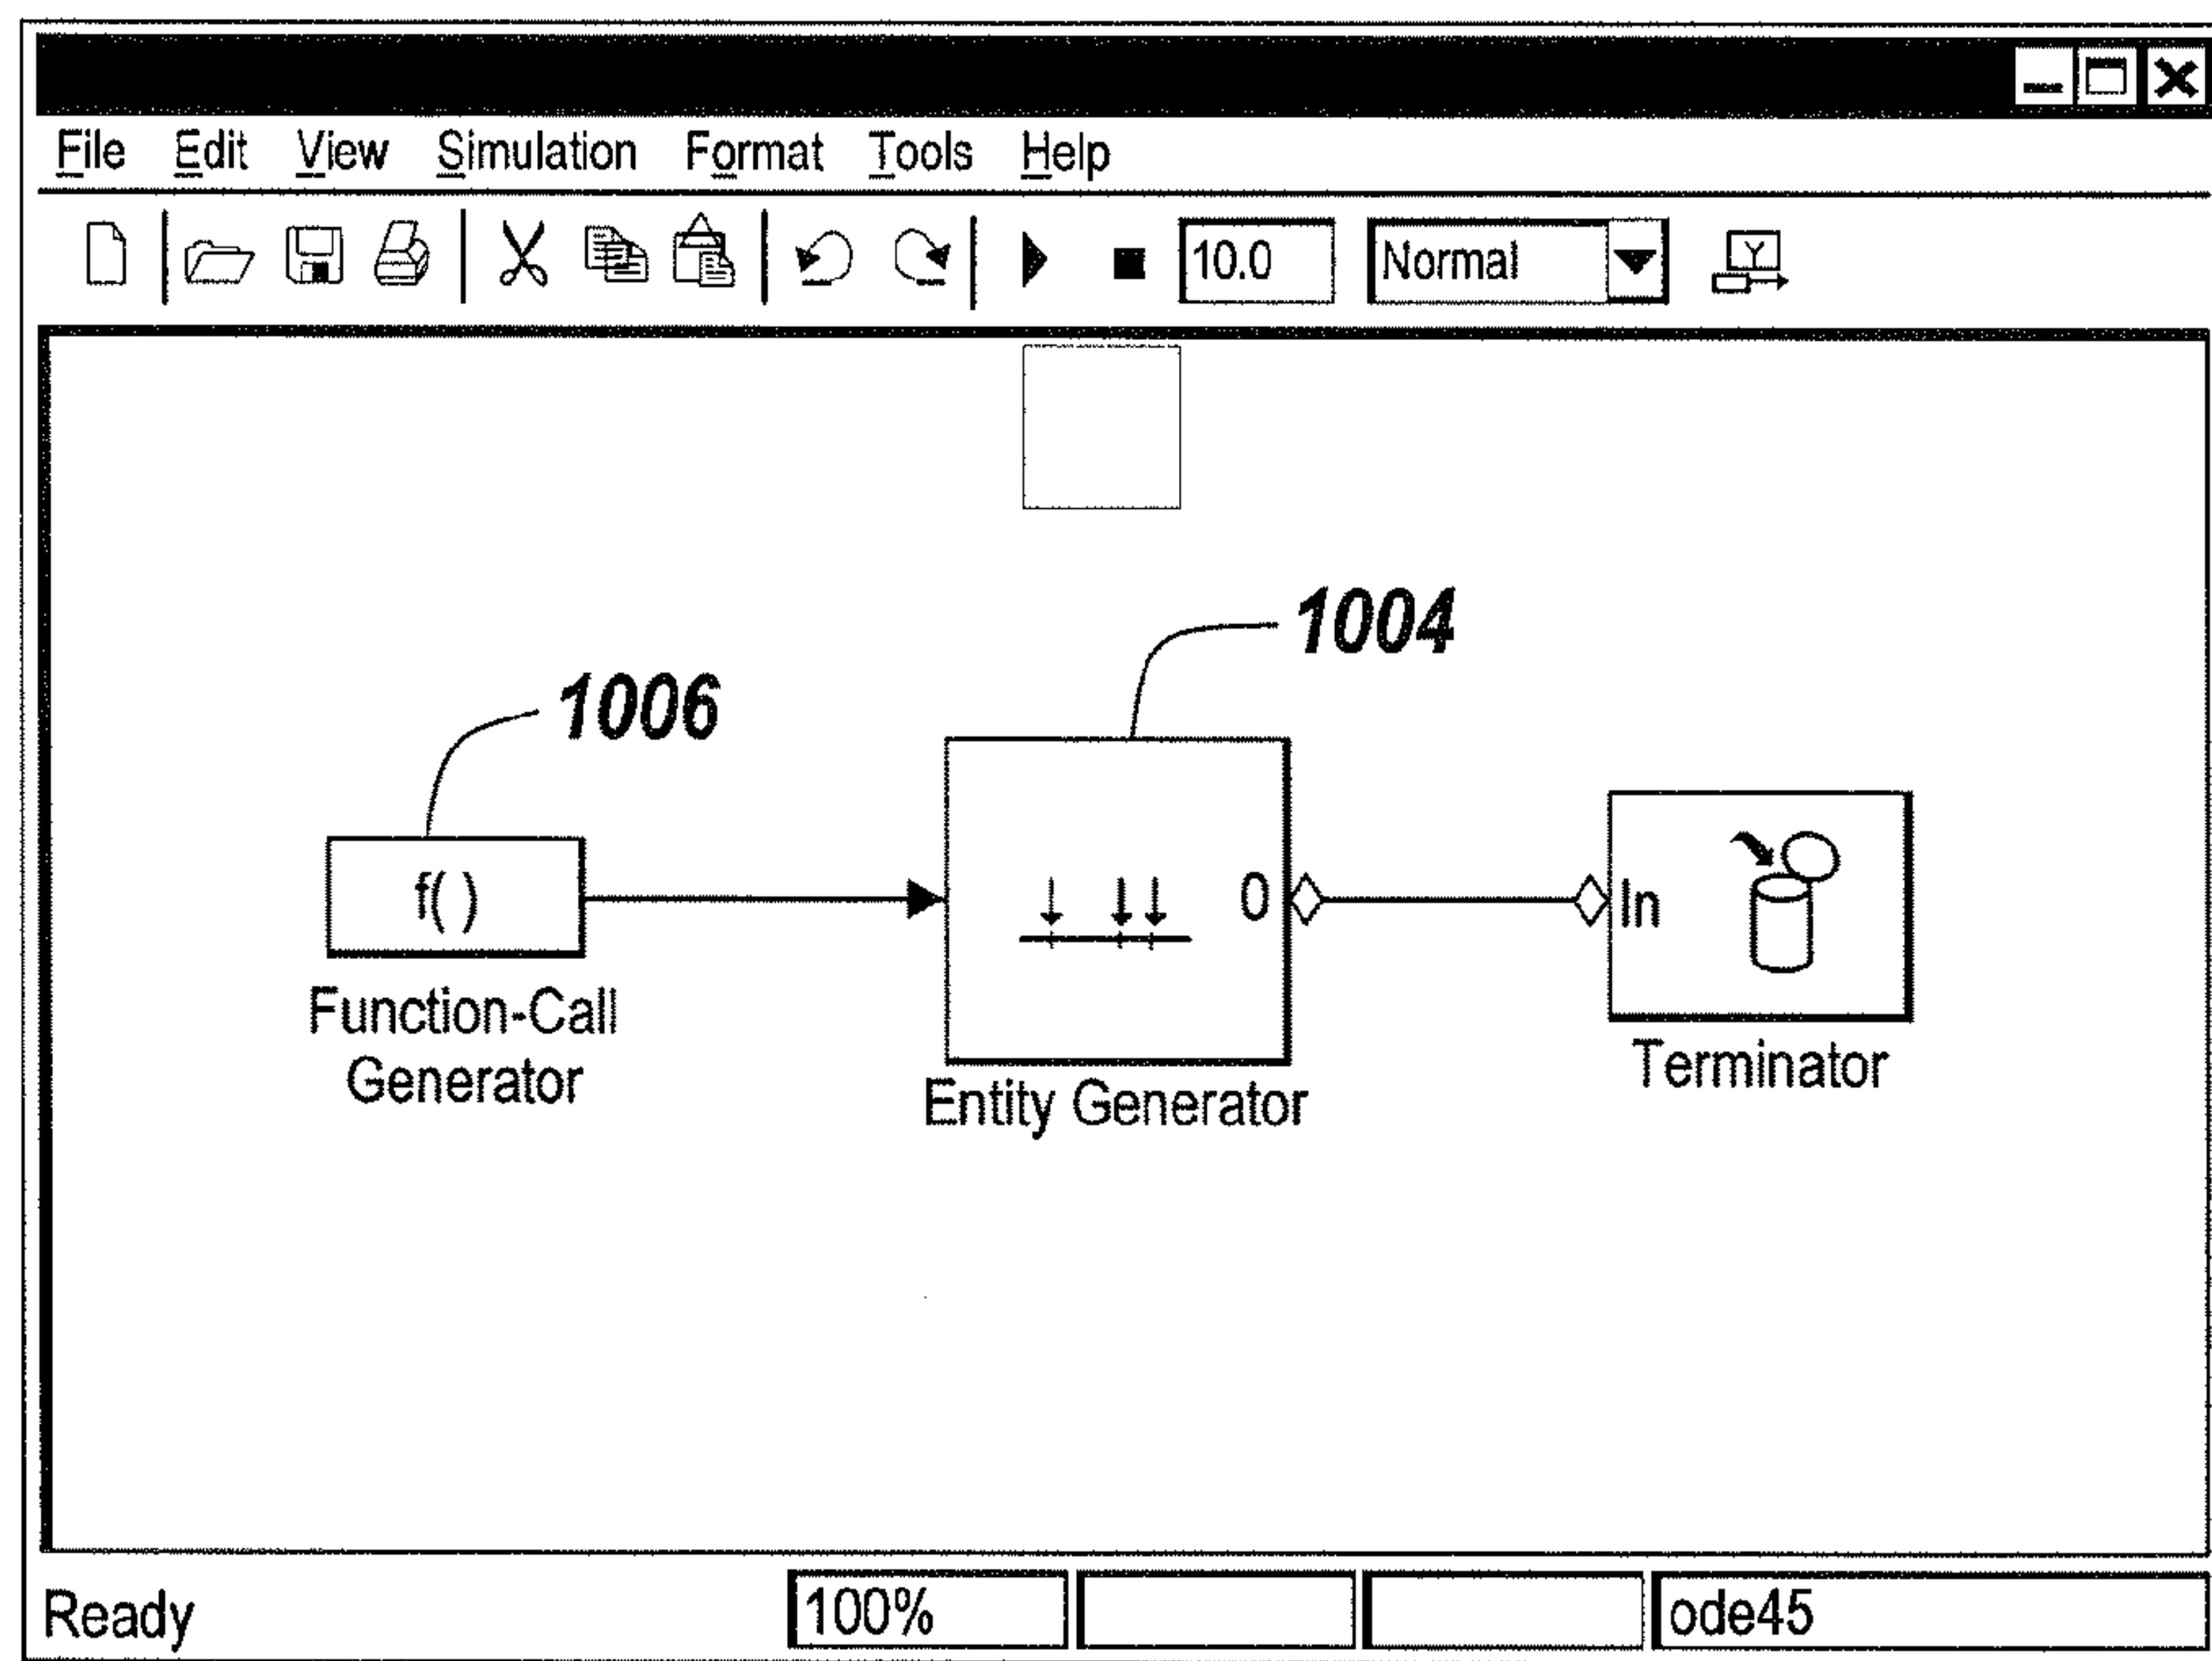 File Edit View Simulation Format Tools Help
10.0 Normal Y
1004
1006
f( )
0
In
Function-Call
Generator
Entity Generator
Terminator
Ready 100% ode45